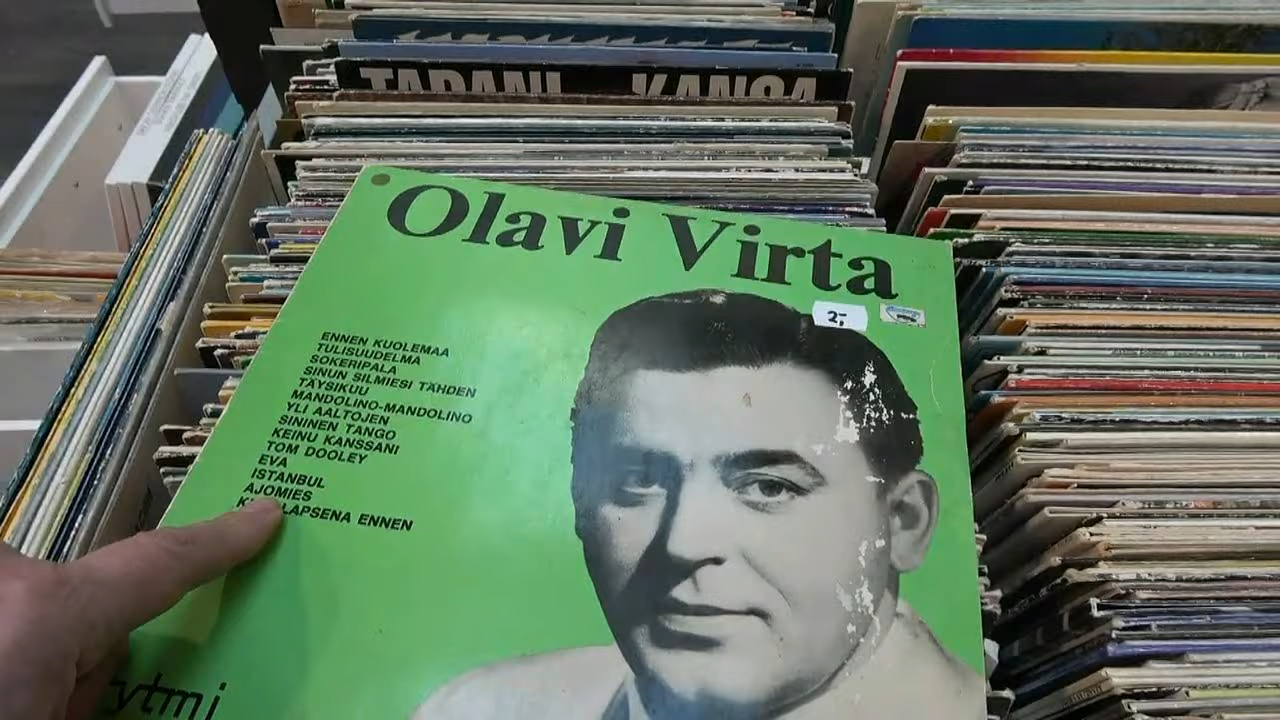 TAPANI KANSA
Olavi Virta
2,-
ENNEN KUOLEMAA
TULISUUDELMA
SOKERIPALA
SINUN SILMIESI TÄHDEN
TÄYSIKUU
MANDOLINO-MANDOLINO
YLI AALTOJEN
SININEN TANGO
KEINU KANSSANI
TOM DOOLEY
EVA
ISTANBUL
AJOMIES
LAPSENA ENNEN
rytmi